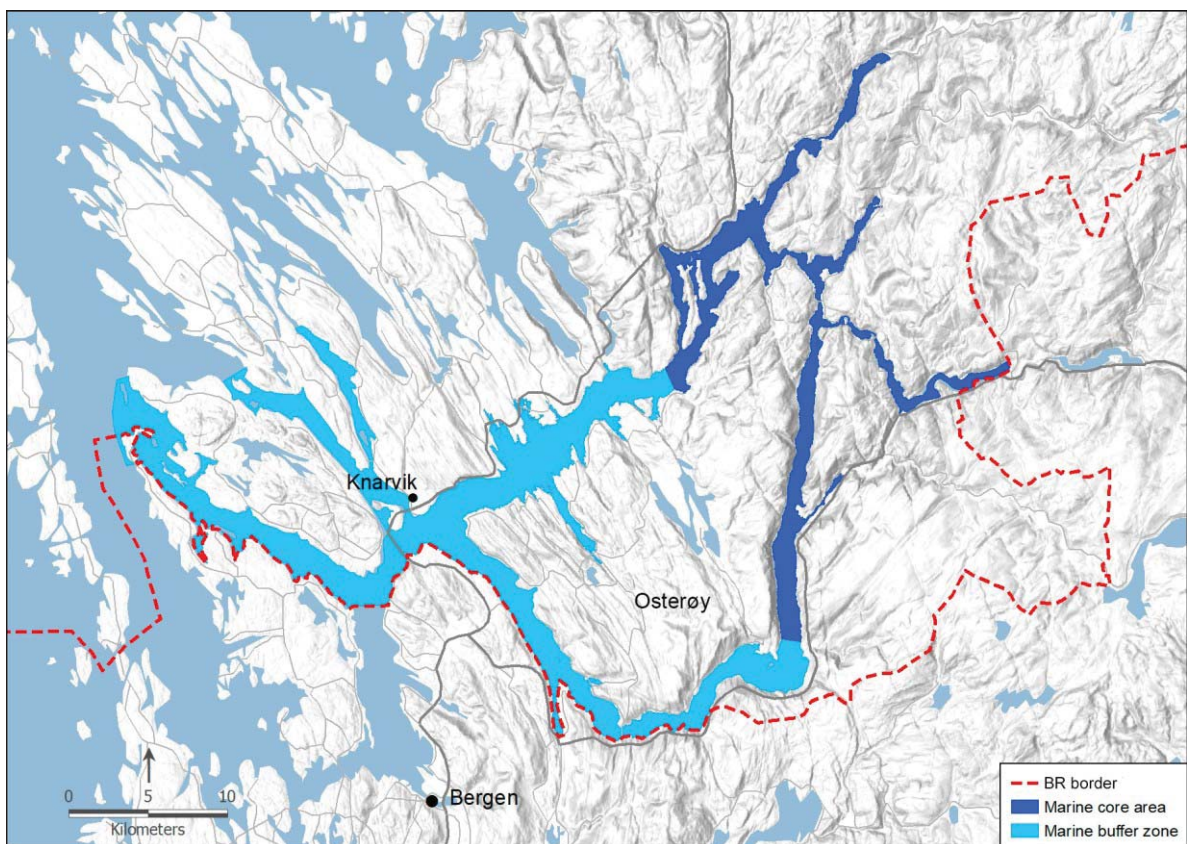 Knarvik
Osterøy
Bergen
0 5 10
Kilometers
BR border
Marine core area
Marine buffer zone